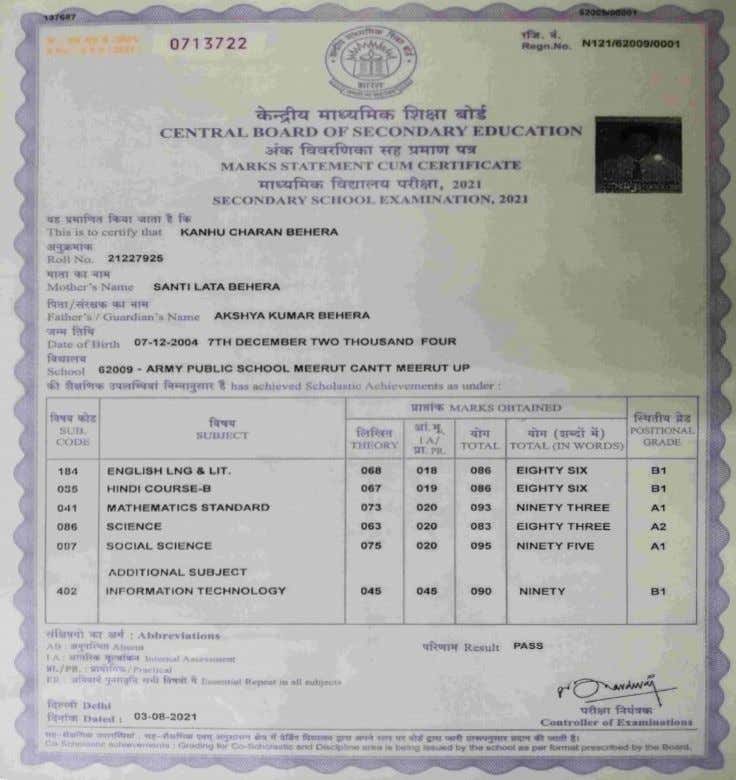 137687
62009/00001
0713722
रजि. नं.
Regn.No. N121/62009/0001
भारत
केन्द्रीय माध्यमिक शिक्षा बोर्ड
CENTRAL BOARD OF SECONDARY EDUCATION
अंक विवरणिका सह प्रमाण पत्र
MARKS STATEMENT CUM CERTIFICATE
माध्यमिक विद्यालय परीक्षा, 2021
SECONDARY SCHOOL EXAMINATION, 2021
यह प्रमाणित किया जाता है कि
This is to certify that KANHU CHARAN BEHERA
अनुक्रमांक
Roll No. 21227925
माता का नाम
Mother's Name SANTI LATA BEHERA
पिता/संरक्षक का नाम
Father's / Guardian's Name AKSHYA KUMAR BEHERA
जन्म तिथि
Date of Birth 07-12-2004 7TH DECEMBER TWO THOUSAND FOUR
विद्यालय
School 62009 - ARMY PUBLIC SCHOOL MEERUT CANTT MEERUT UP
की शैक्षणिक उपलब्धियां निम्नानुसार हैं has achieved Scholastic Achievements as under :
विषय कोड SUB. CODE
विषय SUBJECT
प्राप्तांक MARKS OBTAINED
लिखित THEORY
आं.मू. I A/ प्रा. PR.
योग TOTAL
योग (शब्दों में) TOTAL (IN WORDS)
स्थितीय ग्रेड POSITIONAL GRADE
184 ENGLISH LNG & LIT. 068 018 086 EIGHTY SIX B1
085 HINDI COURSE-B 067 019 086 EIGHTY SIX B1
041 MATHEMATICS STANDARD 073 020 093 NINETY THREE A1
086 SCIENCE 063 020 083 EIGHTY THREE A2
087 SOCIAL SCIENCE 075 020 095 NINETY FIVE A1
ADDITIONAL SUBJECT
402 INFORMATION TECHNOLOGY 045 045 090 NINETY B1
संक्षिप्तियों का अर्थ : Abbreviations
AB : अनुपस्थित Absent
I A : आंतरिक मूल्यांकन Internal Assessment
प्रा./PR. : प्रायोगिक/Practical
ER : अनिवार्य पुनरावृत्ति सभी विषयों में Essential Repeat in all subjects
परिणाम Result PASS
दिल्ली Delhi
दिनांक Dated : 03-08-2021
परीक्षा नियंत्रक
Controller of Examinations
Co-Scholastic achievements : Grading for Co-Scholastic and Discipline area is being issued by the school as per format prescribed by the Board.